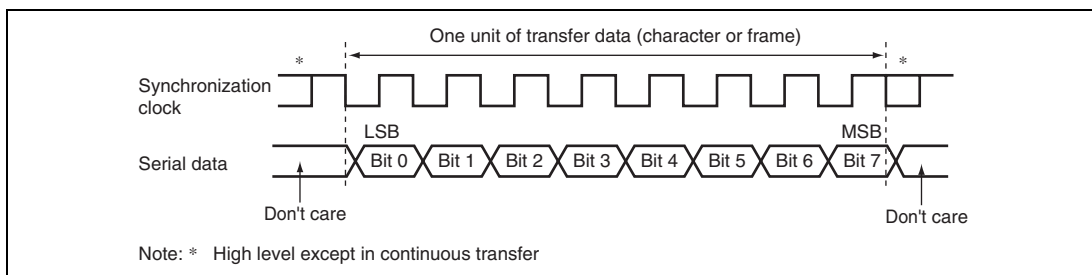 One unit of transfer data (character or frame)
* *
Synchronization
clock
LSB MSB
Serial data Bit 0 Bit 1 Bit 2 Bit 3 Bit 4 Bit 5 Bit 6 Bit 7
Don't care Don't care
Note: * High level except in continuous transfer